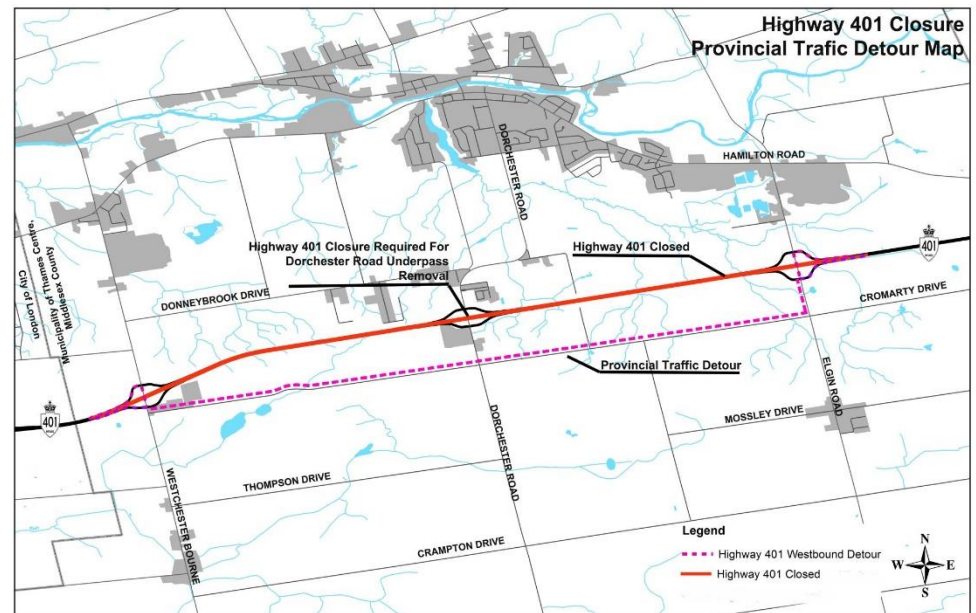 Highway 401 Closure
Provincial Trafic Detour Map
DORCHESTER ROAD
HAMILTON ROAD
Highway 401 Closure Required For
Dorchester Road Underpass
Removal
Highway 401 Closed
401
City of London
Municipality of Thames Centre,
Middlesex County
DONNEYBROOK DRIVE
CROMARTY DRIVE
Provincial Traffic Detour
ELGIN ROAD
401
MOSSLEY DRIVE
DORCHESTER ROAD
WESTCHESTER BOURNE
THOMPSON DRIVE
CRAMPTON DRIVE
Legend
Highway 401 Westbound Detour
Highway 401 Closed
N
W E
S